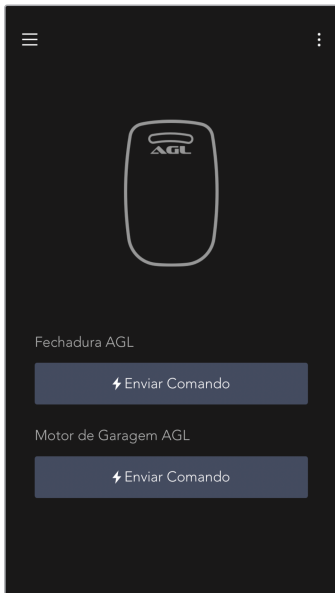 AGL
Fechadura AGL
Enviar Comando
Motor de Garagem AGL
Enviar Comando